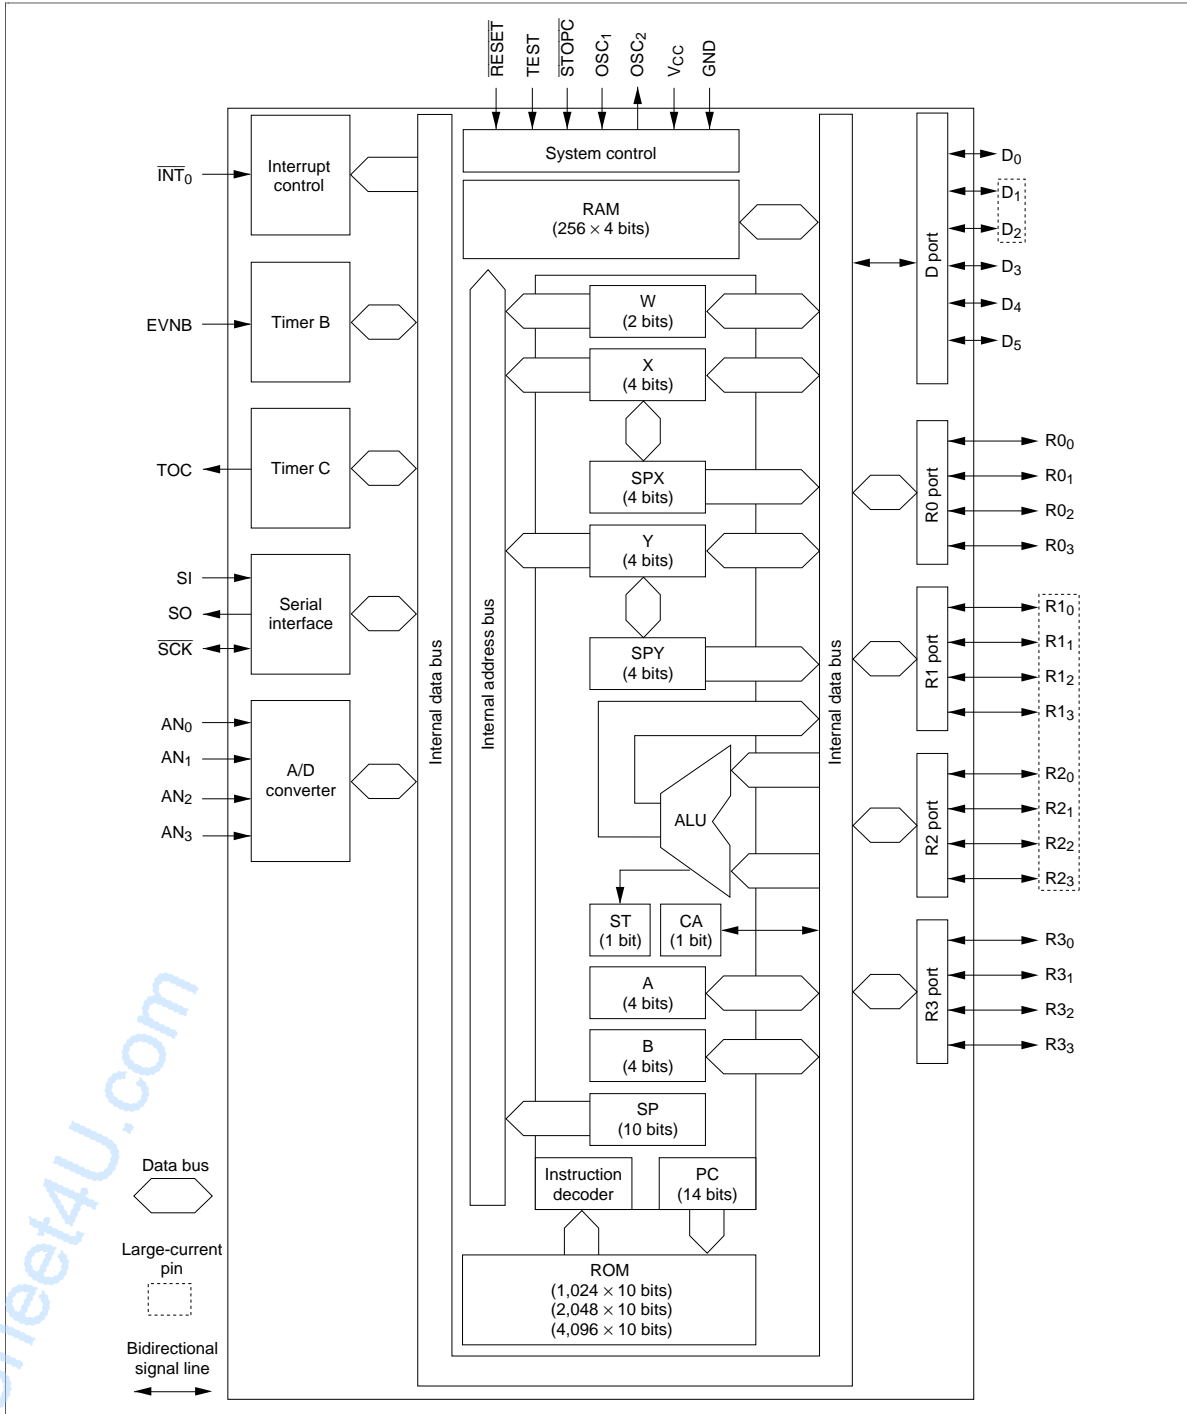 RESET
TEST
STOPC
OSC1
OSC2
VCC
GND
System control
RAM
(256 × 4 bits)
INT0
Interrupt
control
EVNB
Timer B
TOC
Timer C
SI
SO
SCK
Serial
interface
AN0
AN1
AN2
AN3
A/D
converter
Internal data bus
Internal address bus
W
(2 bits)
X
(4 bits)
SPX
(4 bits)
Y
(4 bits)
SPY
(4 bits)
ALU
ST
(1 bit)
CA
(1 bit)
A
(4 bits)
B
(4 bits)
SP
(10 bits)
Instruction
decoder
PC
(14 bits)
ROM
(1,024 × 10 bits)
(2,048 × 10 bits)
(4,096 × 10 bits)
Internal data bus
D port
D0
D1
D2
D3
D4
D5
R0 port
R00
R01
R02
R03
R1 port
R10
R11
R12
R13
R2 port
R20
R21
R22
R23
R3 port
R30
R31
R32
R33
Data bus
Large-current
pin
Bidirectional
signal line
heet4U.com